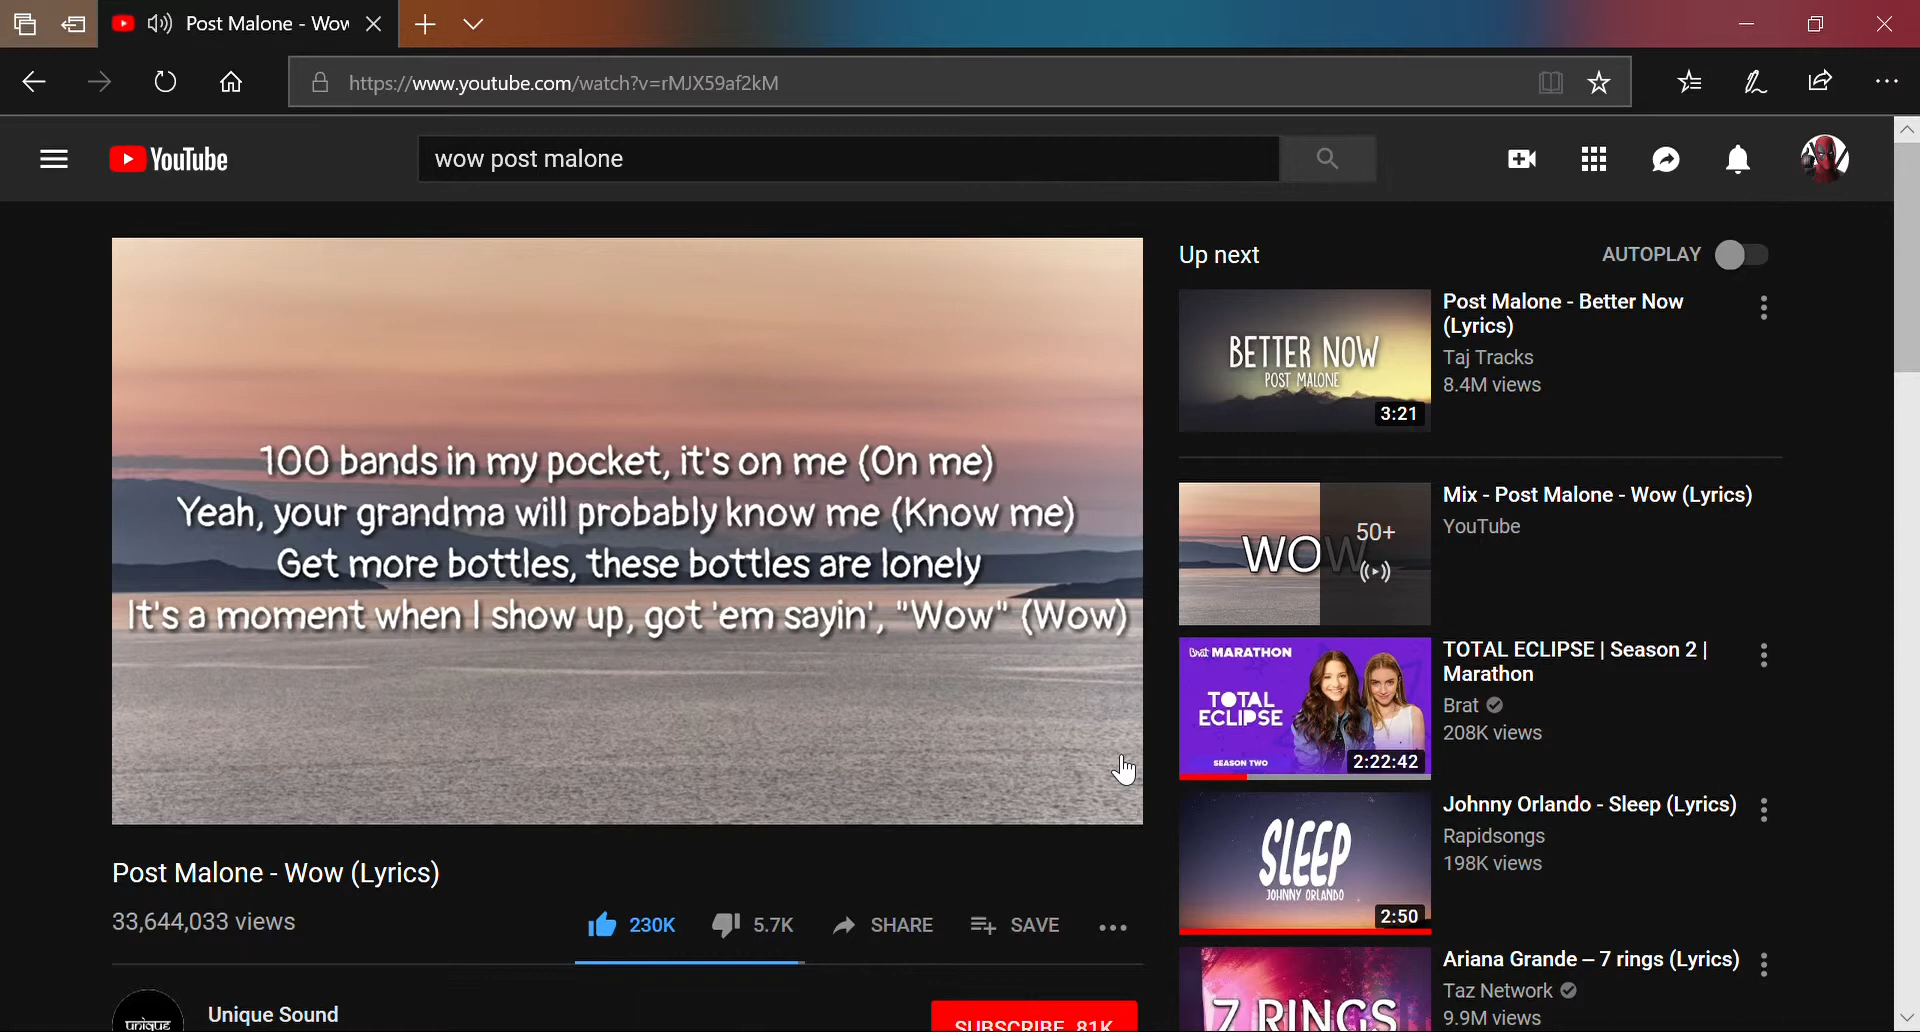 Post Malone - Wow
https://www.youtube.com/watch?v=rMJX59af2kM
YouTube
wow post malone
100 bands in my pocket, it's on me (On me)
Yeah, your grandma will probably know me (Know me)
Get more bottles, these bottles are lonely
It's a moment when I show up, got 'em sayin', "Wow" (Wow)
Post Malone - Wow (Lyrics)
33,644,033 views
230K
5.7K
SHARE
SAVE
unique
Unique Sound
SUBSCRIBE 81K
Up next
AUTOPLAY
BETTER NOW
POST MALONE
3:21
Post Malone - Better Now
(Lyrics)
Taj Tracks
8.4M views
WOW
50+
Mix - Post Malone - Wow (Lyrics)
YouTube
Brat MARATHON
TOTAL
ECLIPSE
SEASON TWO
2:22:42
TOTAL ECLIPSE | Season 2 |
Marathon
Brat
208K views
SLEEP
JOHNNY ORLANDO
2:50
Johnny Orlando - Sleep (Lyrics)
Rapidsongs
198K views
7 RINGS
Ariana Grande – 7 rings (Lyrics)
Taz Network
9.9M views